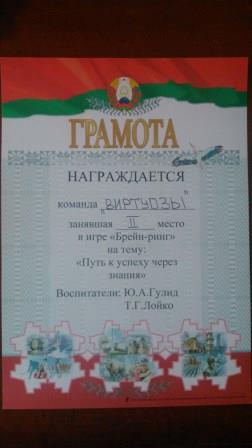 ГРАМОТА
НАГРАЖДАЕТСЯ
команда "ВИРТУОЗЫ"
занявшая II место
в игре «Брейн-ринг»
на тему:
«Путь к успеху через
знания»
Воспитатели: Ю.А.Гулид
Т.Г.Лойко